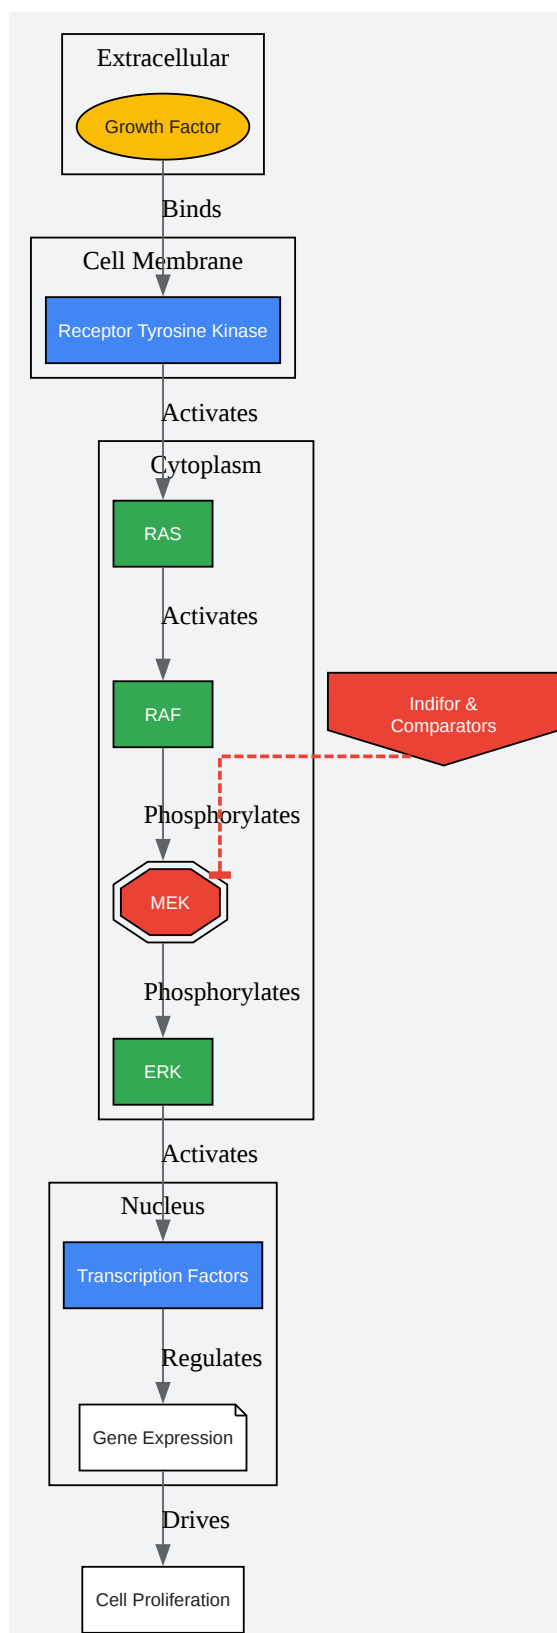 Extracellular
Growth Factor
Binds
Cell Membrane
Receptor Tyrosine Kinase
Activates
Cytoplasm
RAS
Activates
RAF
Indifor &
Comparators
Phosphorylates
MEK
Phosphorylates
ERK
Activates
Nucleus
Transcription Factors
Regulates
Gene Expression
Drives
Cell Proliferation